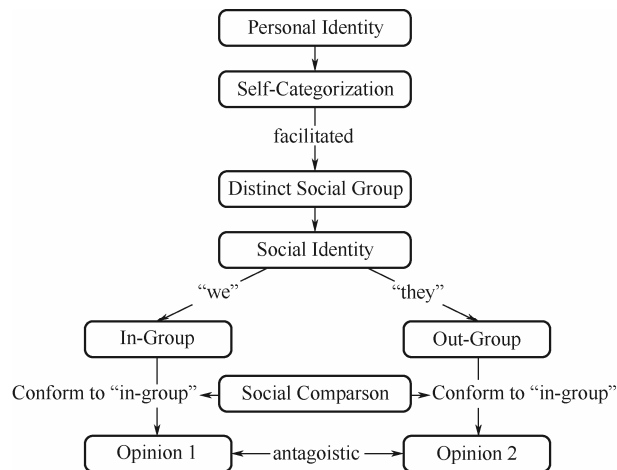 Personal Identity
Self-Categorization
facilitated
Distinct Social Group
Social Identity
“we”
“they”
In-Group
Out-Group
Conform to “in-group”
Social Comparson
Conform to “in-group”
Opinion 1
antagoistic
Opinion 2